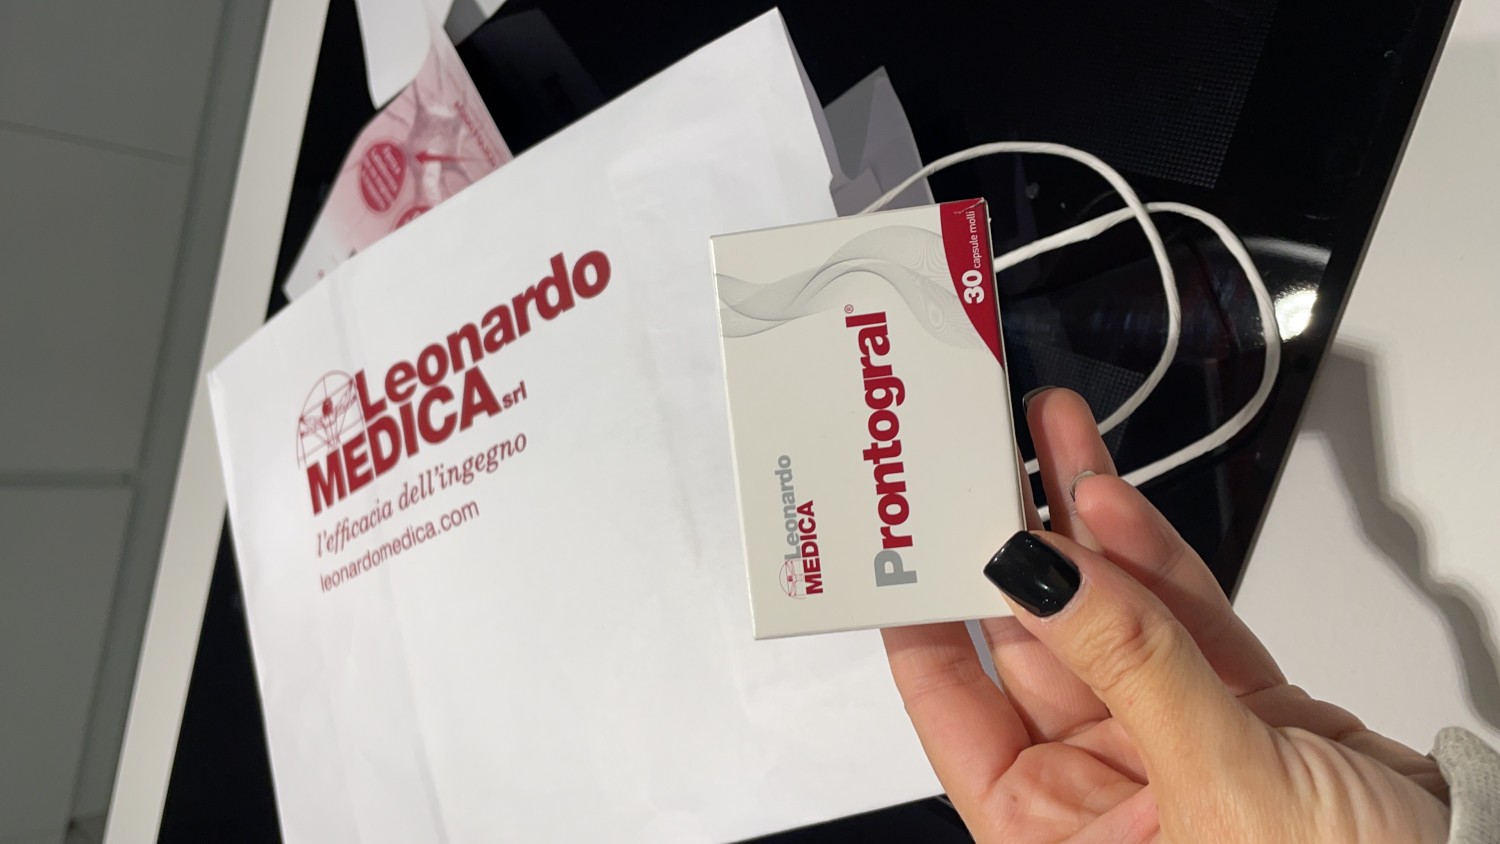 Leonardo
MEDICA srl
l'efficacia dell'ingegno
leonardomedica.com
Leonardo
MEDICA
Prontogral®
30 capsule molli